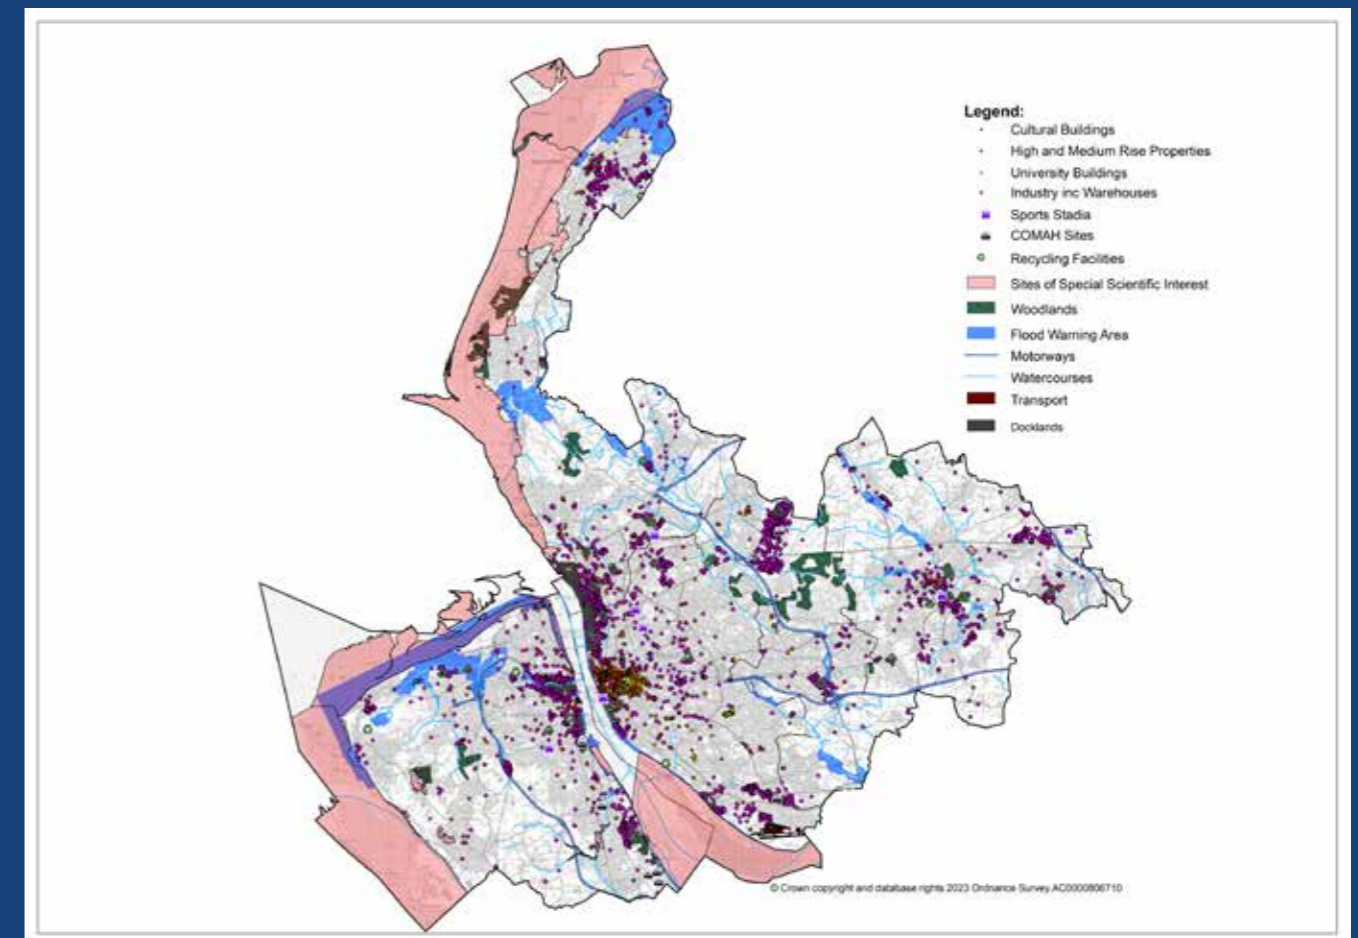 Legend:
Cultural Buildings
High and Medium Rise Properties
University Buildings
Industry inc Warehouses
Sports Stadia
COMAH Sites
Recycling Facilities
Sites of Special Scientific Interest
Woodlands
Flood Warning Area
Motorways
Watercourses
Transport
Docklands
© Crown copyright and database rights 2023 Ordnance Survey AC0000806710